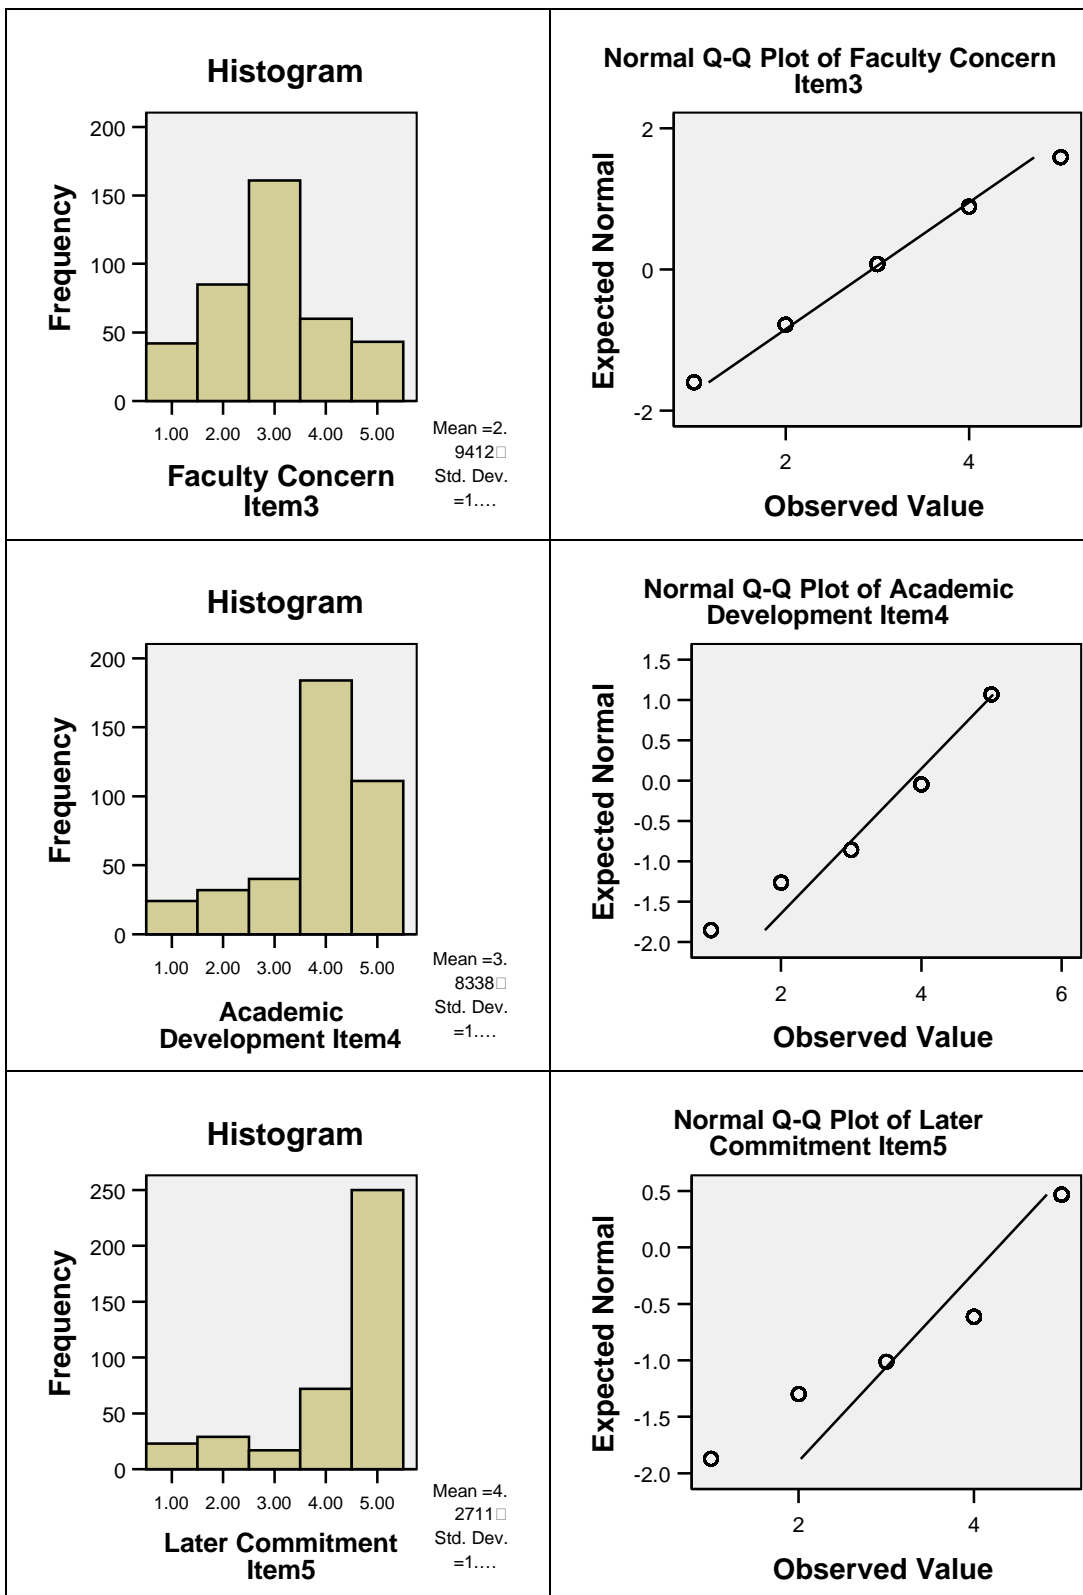 Histogram
200
150
100
50
0
Frequency
1.00 2.00 3.00 4.00 5.00
Faculty Concern
Item3
Mean =2.
9412□
Std. Dev.
=1.…
Normal Q-Q Plot of Faculty Concern
Item3
2
0
-2
Expected Normal
2 4
Observed Value
Histogram
200
150
100
50
0
Frequency
1.00 2.00 3.00 4.00 5.00
Academic
Development Item4
Mean =3.
8338□
Std. Dev.
=1.…
Normal Q-Q Plot of Academic
Development Item4
1.5
1.0
0.5
0.0
-0.5
-1.0
-1.5
-2.0
Expected Normal
2 4 6
Observed Value
Histogram
250
200
150
100
50
0
Frequency
1.00 2.00 3.00 4.00 5.00
Later Commitment
Item5
Mean =4.
2711□
Std. Dev.
=1.…
Normal Q-Q Plot of Later
Commitment Item5
0.5
0.0
-0.5
-1.0
-1.5
-2.0
Expected Normal
2 4
Observed Value